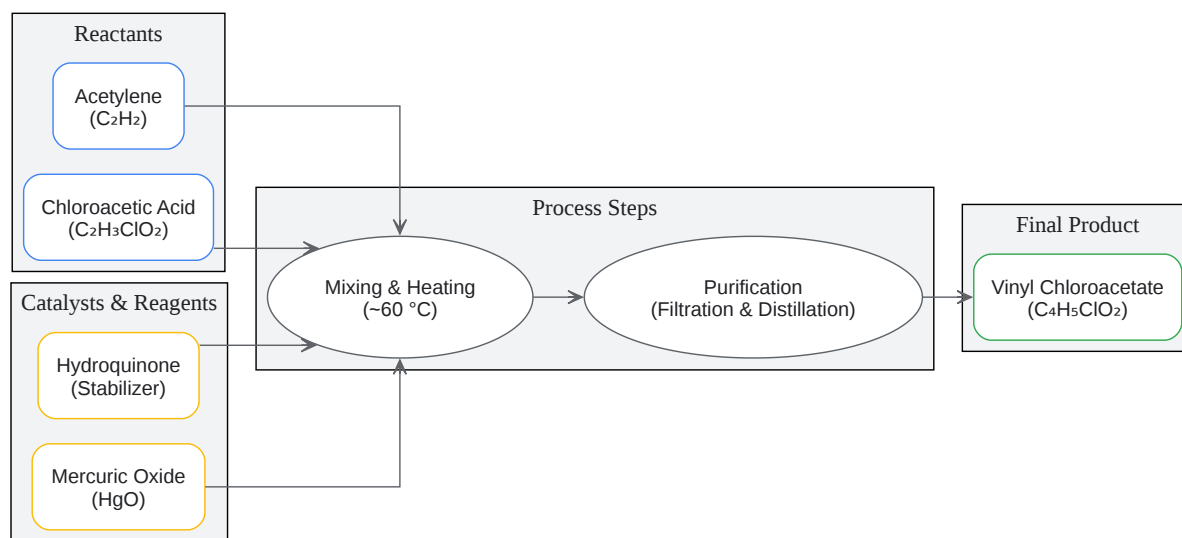 Reactants
Acetylene
(C₂H₂)
Chloroacetic Acid
(C₂H₃ClO₂)
Catalysts & Reagents
Hydroquinone
(Stabilizer)
Mercuric Oxide
(HgO)
Process Steps
Mixing & Heating
(~60 °C)
Purification
(Filtration & Distillation)
Final Product
Vinyl Chloroacetate
(C₄H₅ClO₂)